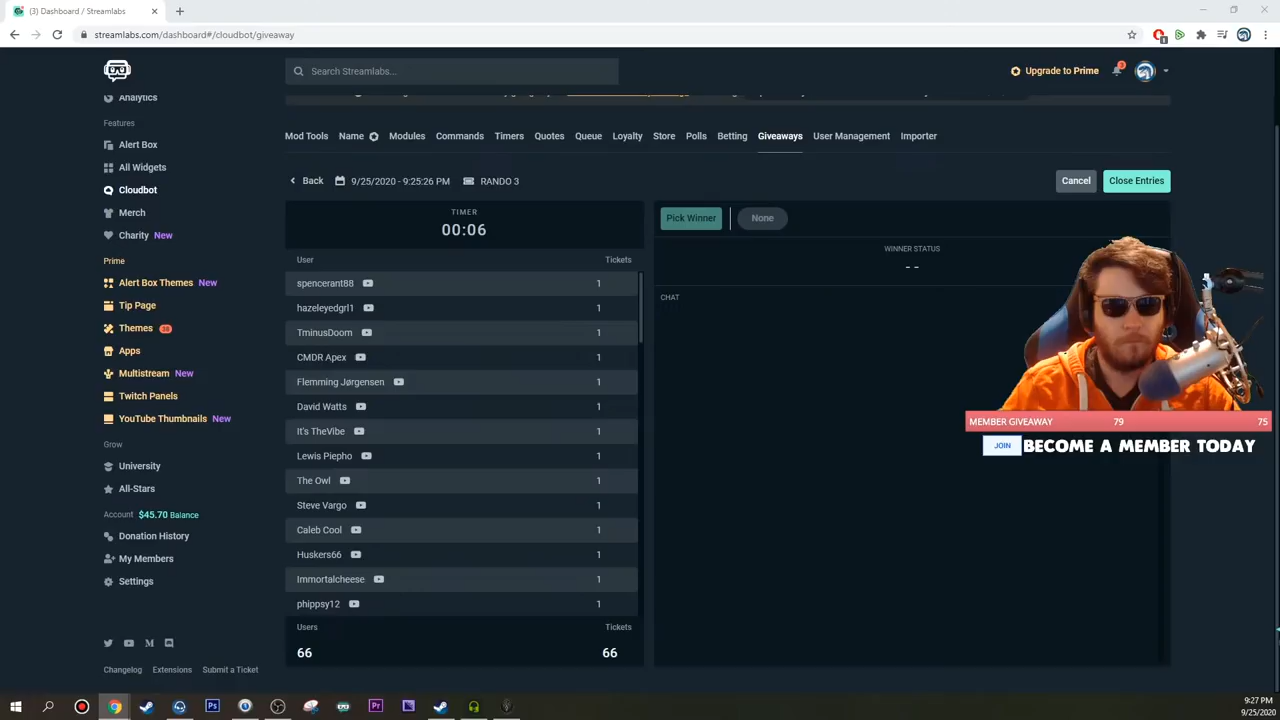 (3) Dashboard / Streamlabs
streamlabs.com/dashboard#/cloudbot/giveaway
1
Search Streamlabs...
Upgrade to Prime
3
Analytics
Features
Alert Box
All Widgets
Cloudbot
Merch
Charity New
Prime
Alert Box Themes New
Tip Page
Themes
Apps
Multistream New
Twitch Panels
YouTube Thumbnails New
Grow
University
All-Stars
Account $45.70 Balance
Donation History
My Members
Settings
Changelog Extensions Submit a Ticket
Mod Tools Name Modules Commands Timers Quotes Queue Loyalty Store Polls Betting Giveaways User Management Importer
Back 9/25/2020 - 9:25:26 PM RANDO 3
Cancel Close Entries
TIMER
00:06
User Tickets
spencerant88 1
hazeleyedgrl1 1
TminusDoom 1
CMDR Apex 1
Flemming Jørgensen 1
David Watts 1
It's TheVibe 1
Lewis Piepho 1
The Owl 1
Steve Vargo 1
Caleb Cool 1
Huskers66 1
Immortalcheese 1
phippsy12 1
Users Tickets
66 66
Pick Winner None
WINNER STATUS
- -
CHAT
MEMBER GIVEAWAY 79 75
JOIN BECOME A MEMBER TODAY
Ps
Pr
9:27 PM
9/25/2020